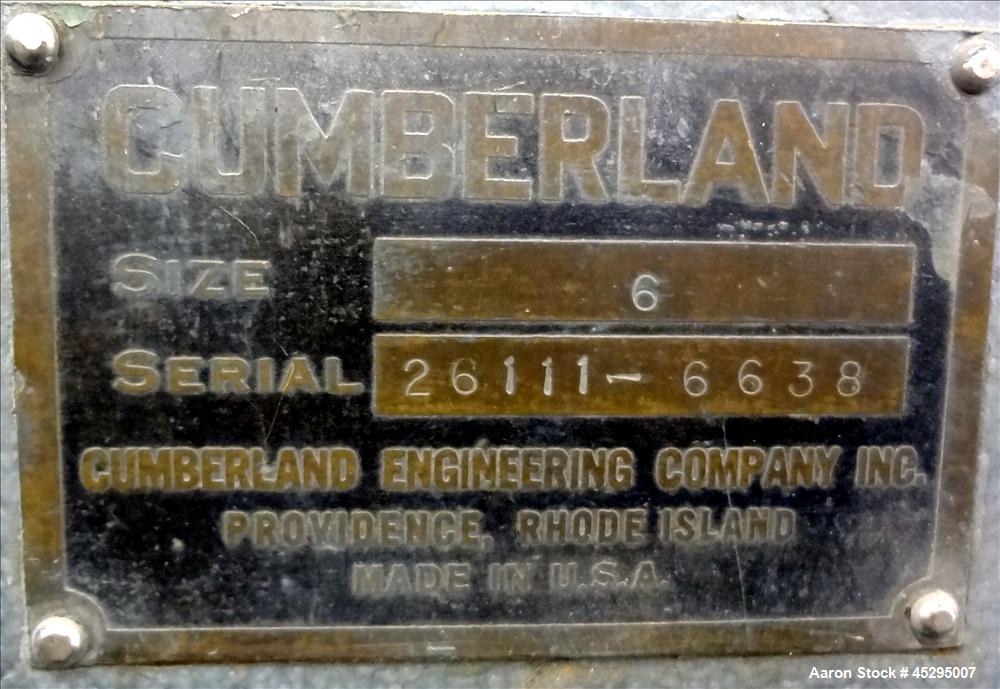 CUMBERLAND
SIZE 6
SERIAL 26111-6638
CUMBERLAND ENGINEERING COMPANY INC.
PROVIDENCE, RHODE ISLAND
MADE IN U.S.A.
Aaron Stock # 45295007